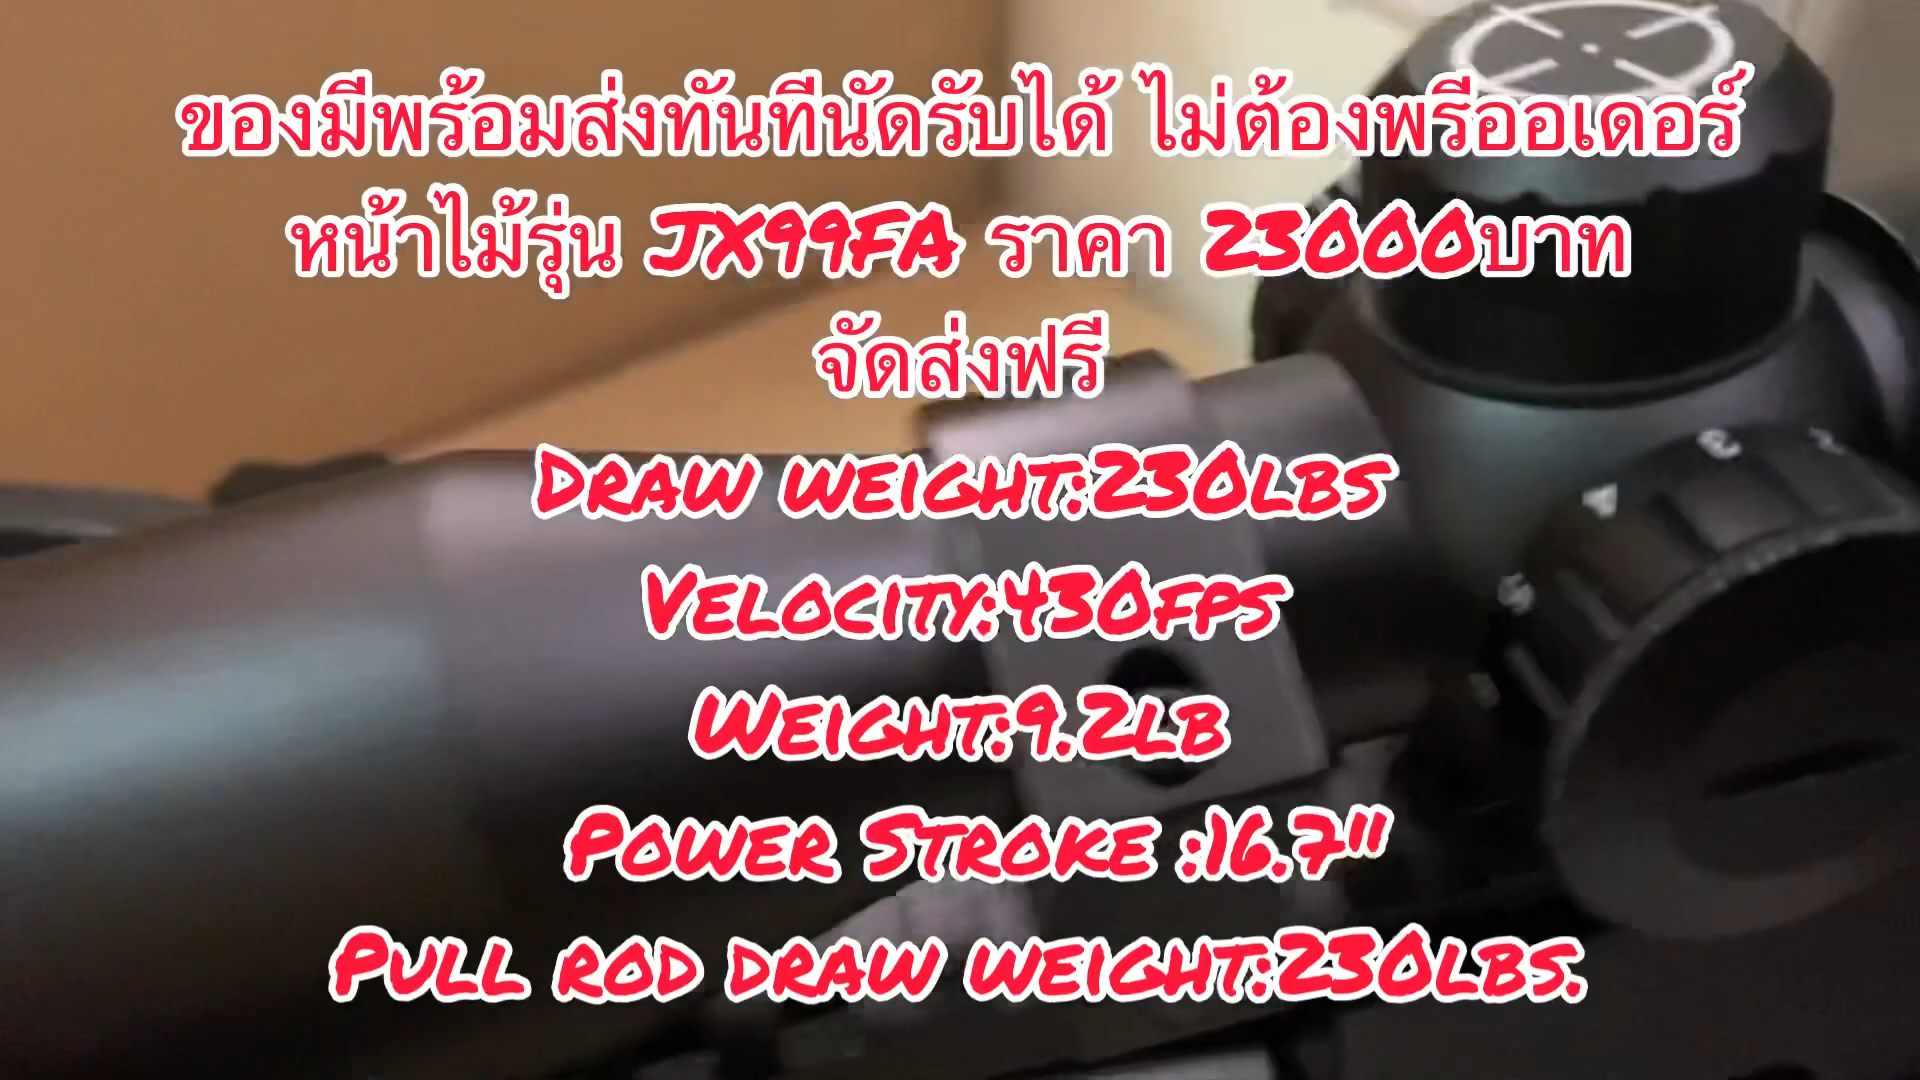 ของมีพร้อมส่งทันทีนัดรับได้ ไม่ต้องพรีออเดอร์
หน้าไม้รุ่น JX99FA ราคา 23000บาท
จัดส่งฟรี
Draw weight:230lbs
Velocity:430fps
Weight:9.2lb
Power Stroke :16.7"
Pull rod draw weight:230lbs.